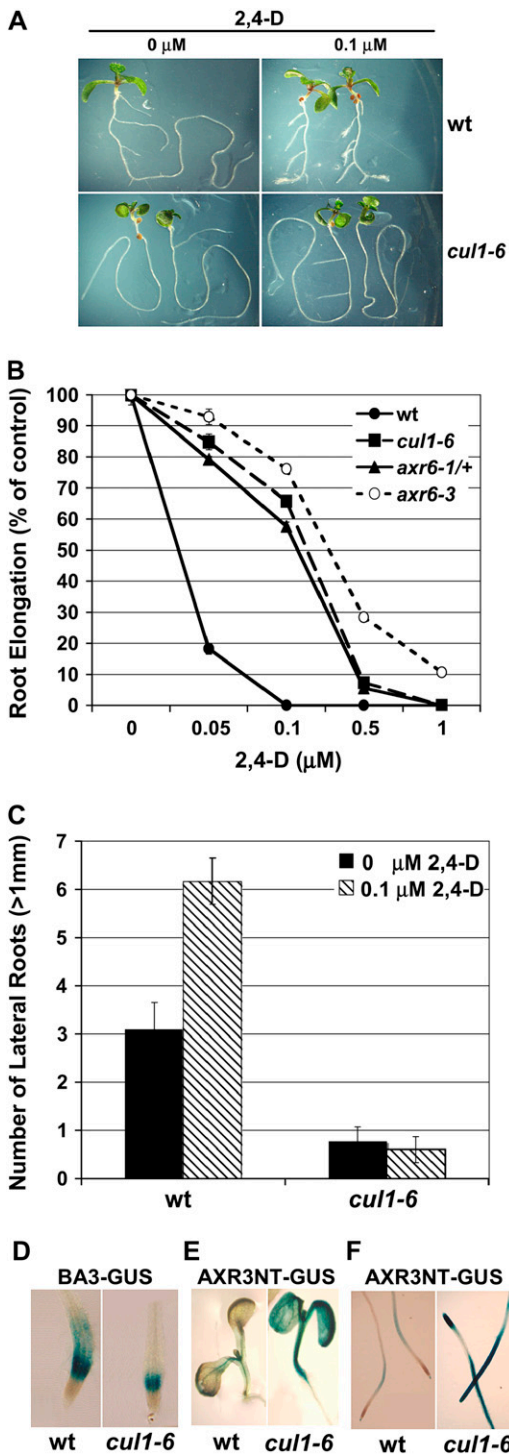 A
2,4-D
0 µM 0.1 µM
wt
cul1-6
B
100
90
80
70
60
50
40
30
20
10
0
Root Elongation (% of control)
wt
cul1-6
axr6-1/+
axr6-3
0 0.05 0.1 0.5 1
2,4-D (µM)
C
7
6
5
4
3
2
1
0
Number of Lateral Roots (>1mm)
0 µM 2,4-D
0.1 µM 2,4-D
wt cul1-6
D E F
BA3-GUS AXR3NT-GUS AXR3NT-GUS
wt cul1-6 wt cul1-6 wt cul1-6